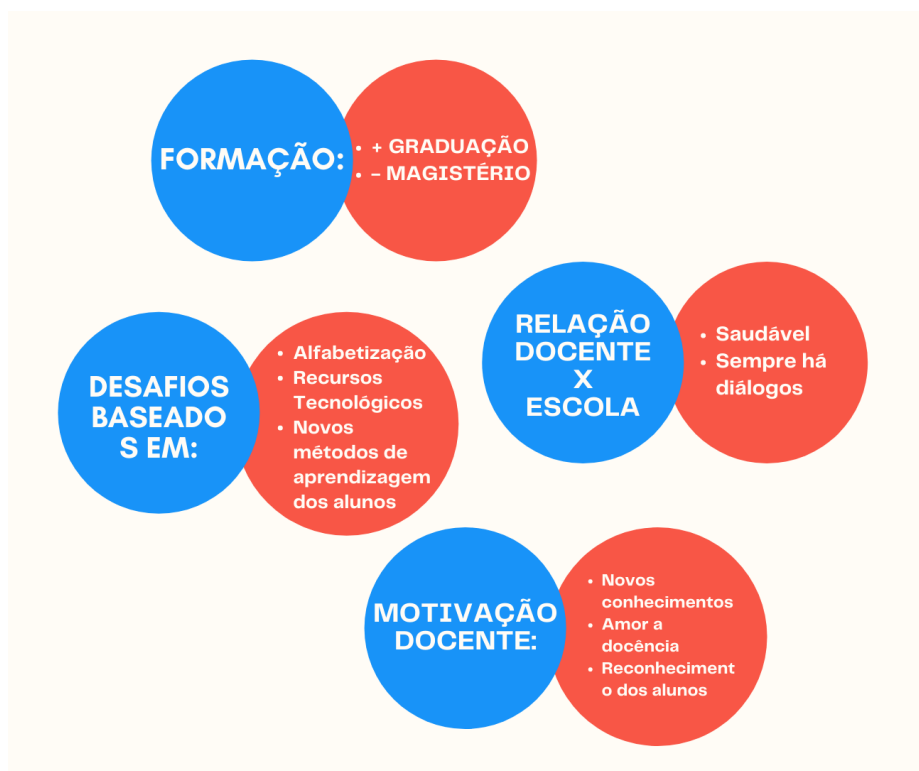 FORMAÇÃO:
• + GRADUAÇÃO
• – MAGISTÉRIO
RELAÇÃO
DOCENTE
X
ESCOLA
• Saudável
• Sempre há
diálogos
DESAFIOS
BASEADO
S EM:
• Alfabetização
• Recursos
Tecnológicos
• Novos
métodos de
aprendizagem
dos alunos
MOTIVAÇÃO
DOCENTE:
• Novos
conhecimentos
• Amor a
docência
• Reconheciment
o dos alunos